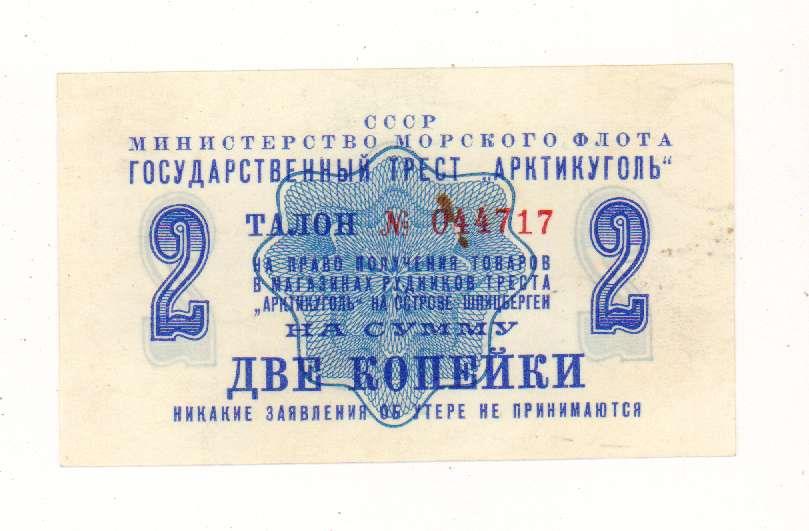 СССР
МИНИСТЕРСТВО МОРСКОГО ФЛОТА
ГОСУДАРСТВЕННЫЙ ТРЕСТ „АРКТИКУГОЛЬ“
2 ТАЛОН № 044717 2
НА ПРАВО ПОЛУЧЕНИЯ ТОВАРОВ
В МАГАЗИНАХ РУДНИКОВ ТРЕСТА
„АРКТИКУГОЛЬ“ НА ОСТРОВЕ ШПИЦБЕРГЕН
НА СУММУ
ДВЕ КОПЕЙКИ
НИКАКИЕ ЗАЯВЛЕНИЯ ОБ УТЕРЕ НЕ ПРИНИМАЮТСЯ